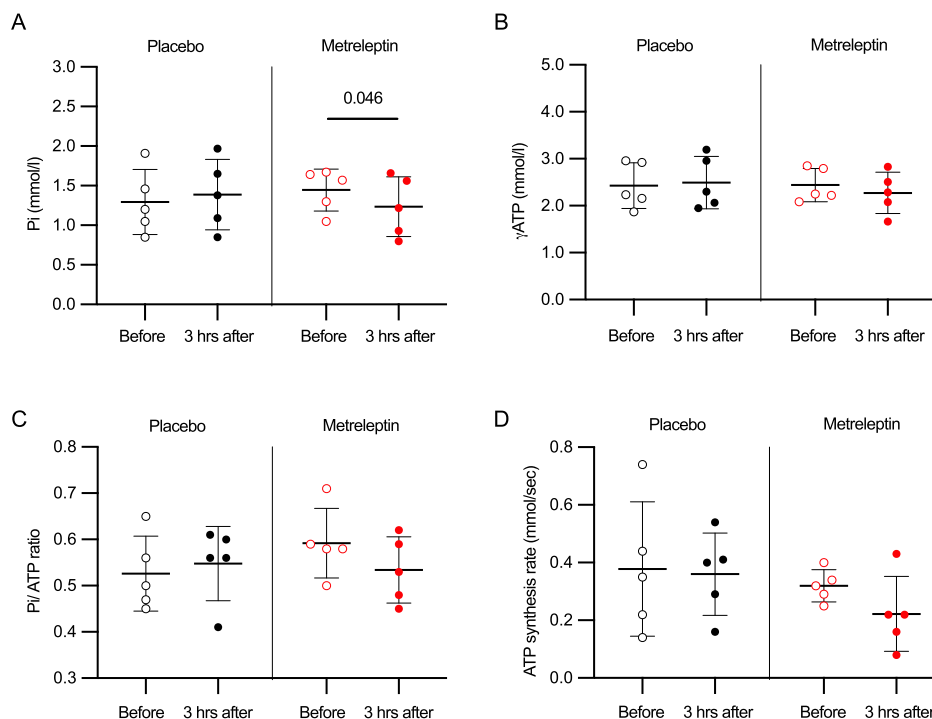 A
Placebo Metreleptin
Pi (mmol/l)
3.0
2.5
2.0
1.5
1.0
0.5
0.0
0.046
Before 3 hrs after Before 3 hrs after
B
Placebo Metreleptin
γATP (mmol/l)
5.0
4.0
3.0
2.0
1.0
0.0
Before 3 hrs after Before 3 hrs after
C
Placebo Metreleptin
Pi/ ATP ratio
0.8
0.7
0.6
0.5
0.4
0.3
Before 3 hrs after Before 3 hrs after
D
Placebo Metreleptin
ATP synthesis rate (mmol/sec)
0.8
0.6
0.4
0.2
0.0
Before 3 hrs after Before 3 hrs after